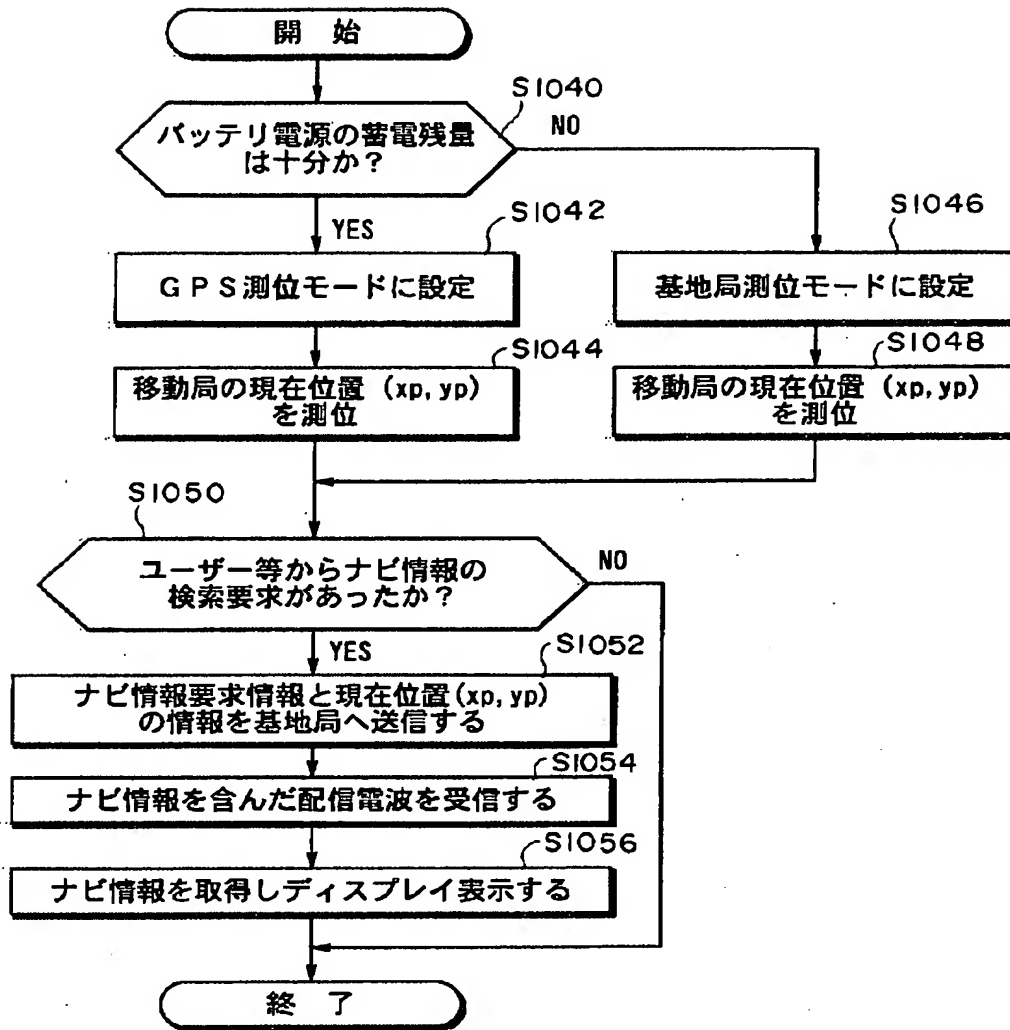 開 始
S1040
バッテリ電源の蓄電残量
は十分か？
NO
YES
S1042
GPS測位モードに設定
S1046
基地局測位モードに設定
S1044
移動局の現在位置（xp, yp）
を測位
S1048
移動局の現在位置（xp, yp）
を測位
S1050
ユーザー等からナビ情報の
検索要求があったか？
NO
YES
S1052
ナビ情報要求情報と現在位置(xp, yp)
の情報を基地局へ送信する
S1054
ナビ情報を含んだ配信電波を受信する
S1056
ナビ情報を取得しディスプレイ表示する
終 了